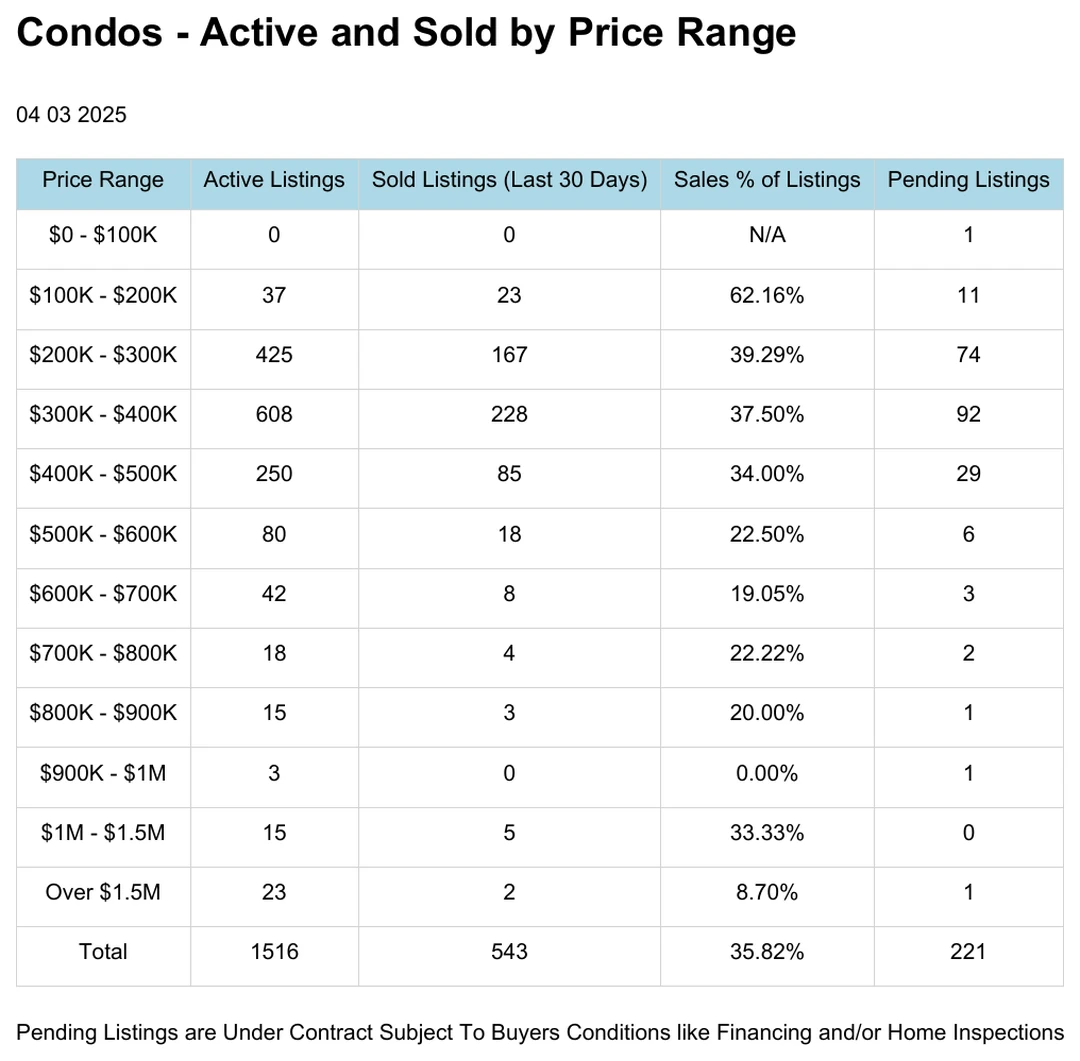 Condos - Active and Sold by Price Range
04 03 2025
Price Range Active Listings Sold Listings (Last 30 Days) Sales % of Listings Pending Listings
$0 - $100K 0 0 N/A 1
$100K - $200K 37 23 62.16% 11
$200K - $300K 425 167 39.29% 74
$300K - $400K 608 228 37.50% 92
$400K - $500K 250 85 34.00% 29
$500K - $600K 80 18 22.50% 6
$600K - $700K 42 8 19.05% 3
$700K - $800K 18 4 22.22% 2
$800K - $900K 15 3 20.00% 1
$900K - $1M 3 0 0.00% 1
$1M - $1.5M 15 5 33.33% 0
Over $1.5M 23 2 8.70% 1
Total 1516 543 35.82% 221
Pending Listings are Under Contract Subject To Buyers Conditions like Financing and/or Home Inspections